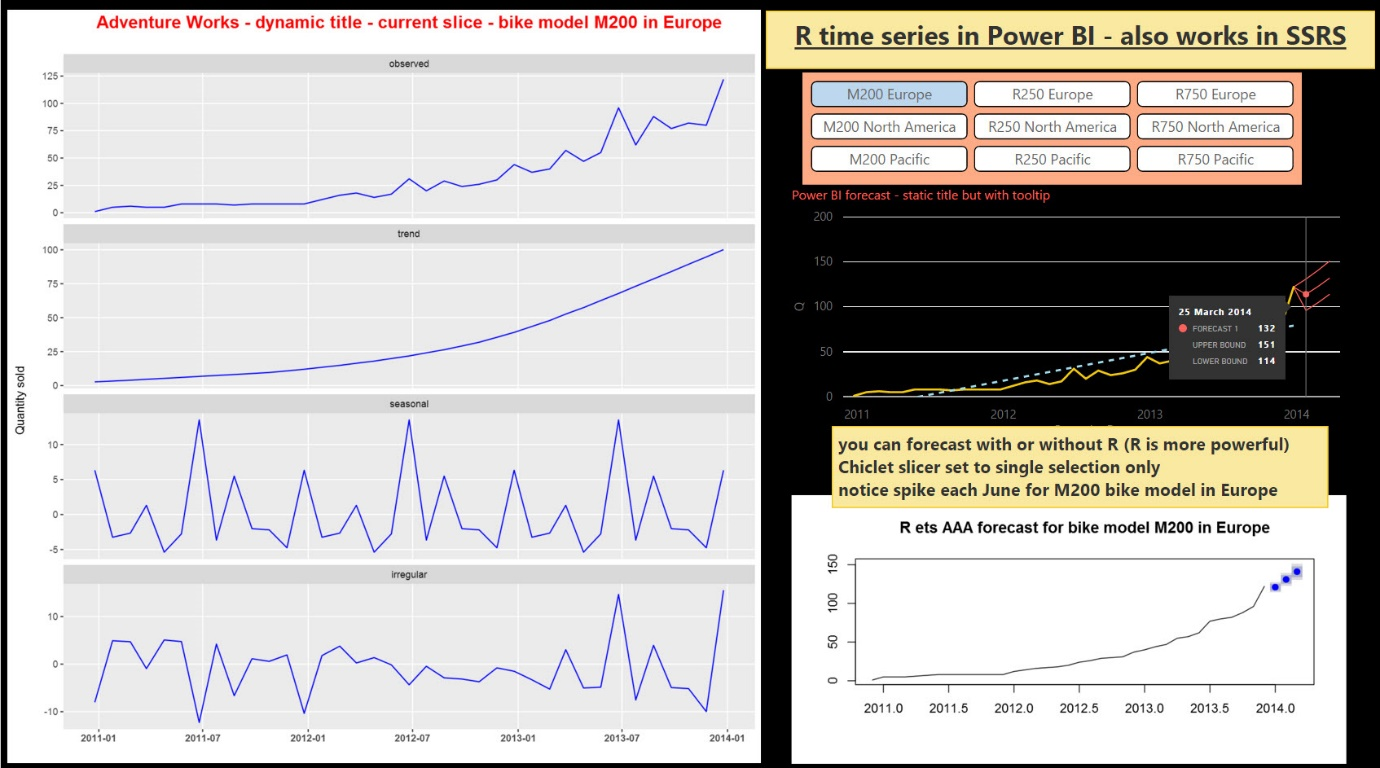 Adventure Works - dynamic title - current slice - bike model M200 in Europe
Quantity sold
observed
125
100
75
50
25
0
trend
100
75
50
25
0
seasonal
10
5
0
-5
irregular
10
0
-10
2011-01 2011-07 2012-01 2012-07 2013-01 2013-07 2014-01
R time series in Power BI - also works in SSRS
M200 Europe R250 Europe R750 Europe
M200 North America R250 North America R750 North America
M200 Pacific R250 Pacific R750 Pacific
Power BI forecast - static title but with tooltip
Q
200
150
100
50
0
25 March 2014
FORECAST 1 132
UPPER BOUND 151
LOWER BOUND 114
2011 2012 2013 2014
you can forecast with or without R (R is more powerful)
Chiclet slicer set to single selection only
notice spike each June for M200 bike model in Europe
R ets AAA forecast for bike model M200 in Europe
150
100
50
0
2011.0 2011.5 2012.0 2012.5 2013.0 2013.5 2014.0